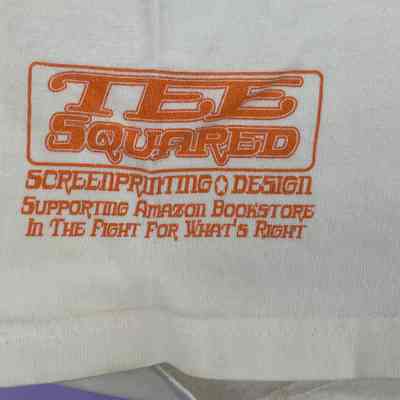 TEE
SQUARED
SCREENPRINTING DESIGN
SUPPORTING AMAZON BOOKSTORE
IN THE FIGHT FOR WHAT'S RIGHT